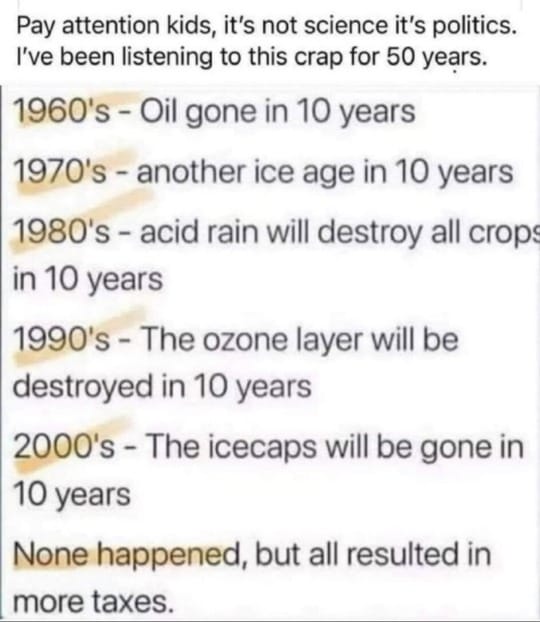 Pay attention kids, it's not science it's politics.
I've been listening to this crap for 50 years.
1960's - Oil gone in 10 years
1970's - another ice age in 10 years
1980's - acid rain will destroy all crops
in 10 years
1990's - The ozone layer will be
destroyed in 10 years
2000's - The icecaps will be gone in
10 years
None happened, but all resulted in
more taxes.